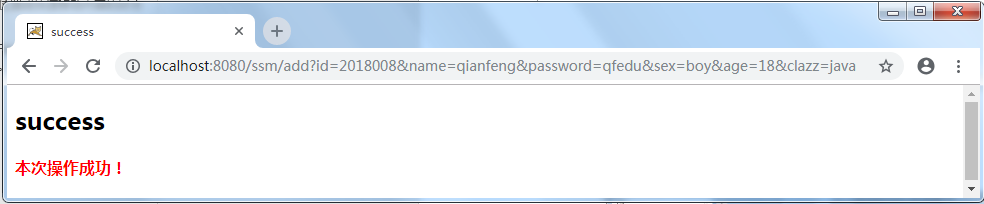 success
localhost:8080/ssm/add?id=2018008&name=qianfeng&password=qfedu&sex=boy&age=18&clazz=java
success
本次操作成功！